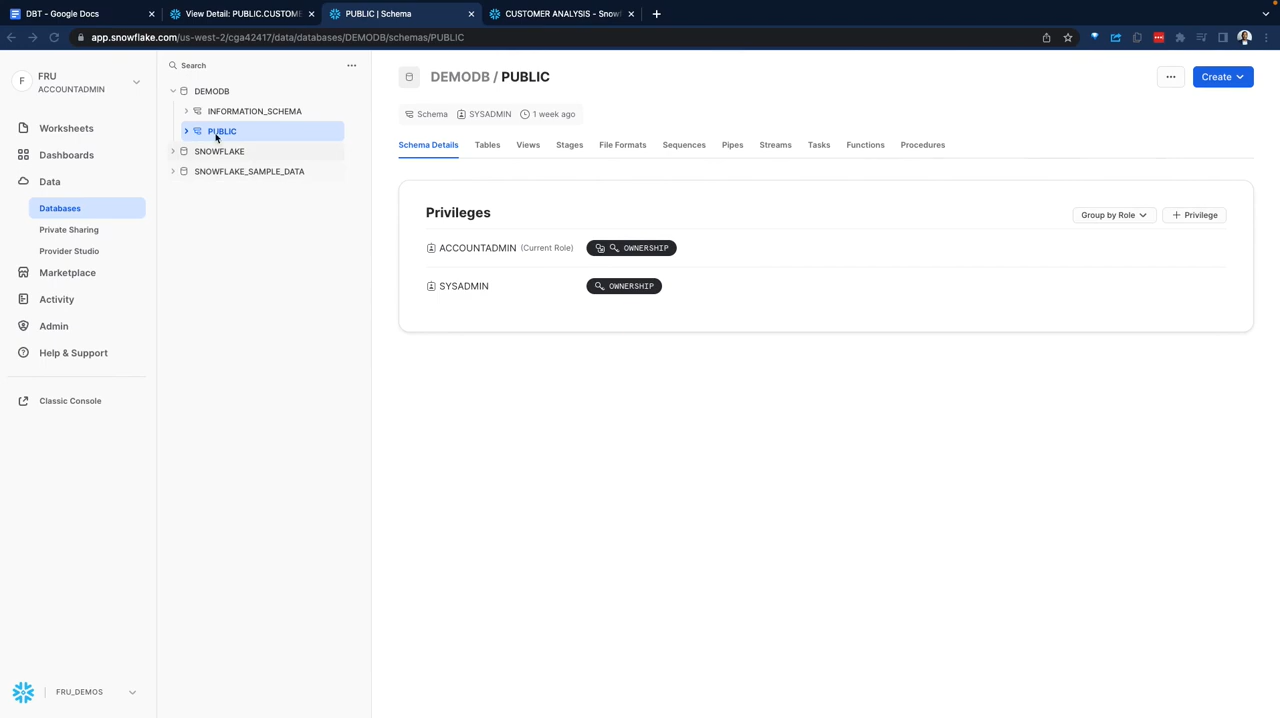 DBT - Google Docs
View Detail: PUBLIC.CUSTOME
PUBLIC | Schema
CUSTOMER ANALYSIS - Snowf
app.snowflake.com/us-west-2/cga42417/data/databases/DEMODB/schemas/PUBLIC
F
FRU
ACCOUNTADMIN
Worksheets
Dashboards
Data
Databases
Private Sharing
Provider Studio
Marketplace
Activity
Admin
Help & Support
Classic Console
FRU_DEMOS
Search
DEMODB
INFORMATION_SCHEMA
PUBLIC
SNOWFLAKE
SNOWFLAKE_SAMPLE_DATA
DEMODB / PUBLIC
Create
Schema SYSADMIN 1 week ago
Schema Details Tables Views Stages File Formats Sequences Pipes Streams Tasks Functions Procedures
Privileges
Group by Role
+ Privilege
ACCOUNTADMIN (Current Role) OWNERSHIP
SYSADMIN OWNERSHIP